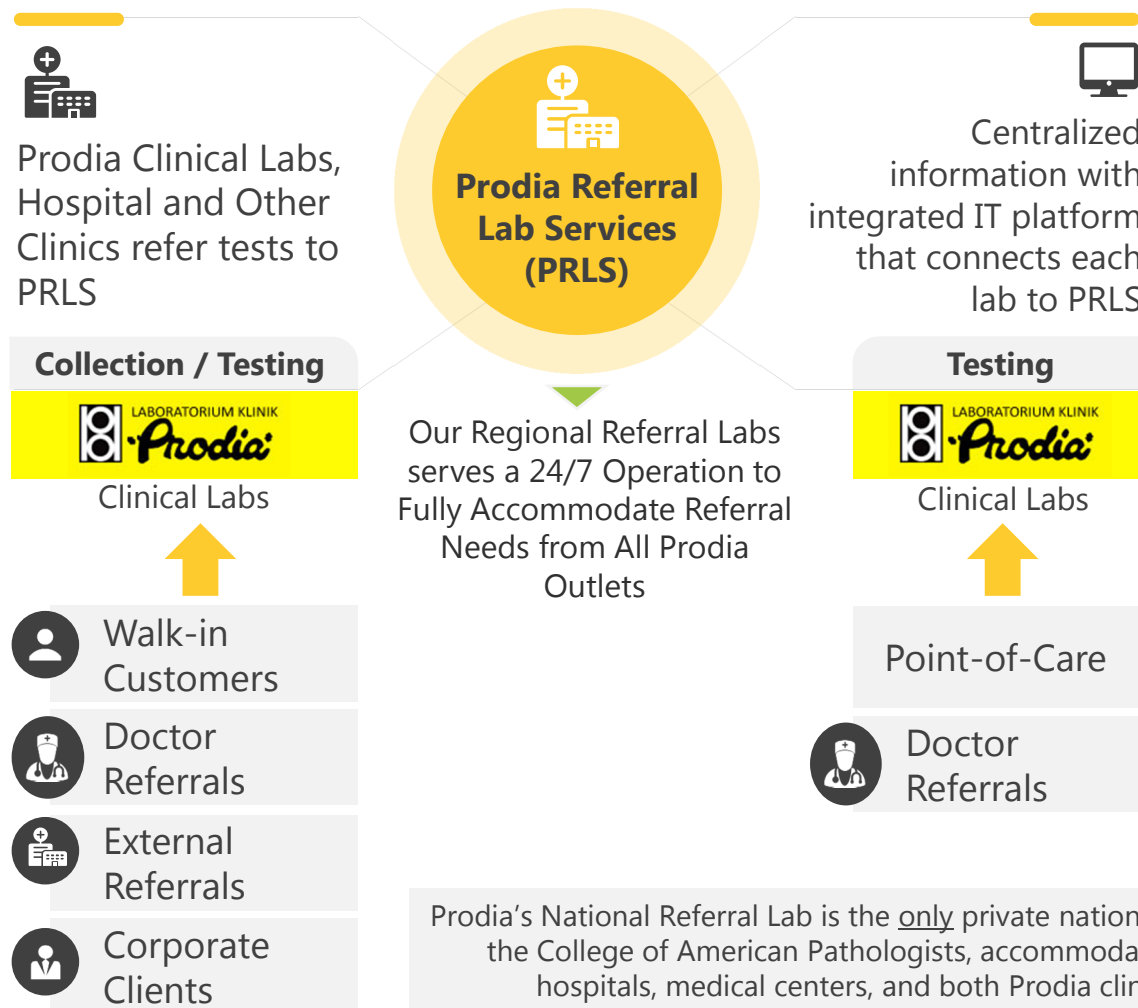 Prodia Clinical Labs,
Hospital and Other
Clinics refer tests to
PRLS
Prodia Referral
Lab Services
(PRLS)
Centralized
information with
integrated IT platform
that connects each
lab to PRLS
Collection / Testing
LABORATORIUM KLINIK
Prodia
Clinical Labs
Our Regional Referral Labs
serves a 24/7 Operation to
Fully Accommodate Referral
Needs from All Prodia
Outlets
Testing
LABORATORIUM KLINIK
Prodia
Clinical Labs
Walk-in
Customers
Doctor
Referrals
External
Referrals
Corporate
Clients
Point-of-Care
Doctor
Referrals
Prodia’s National Referral Lab is the only private nation
the College of American Pathologists, accommoda
hospitals, medical centers, and both Prodia clin